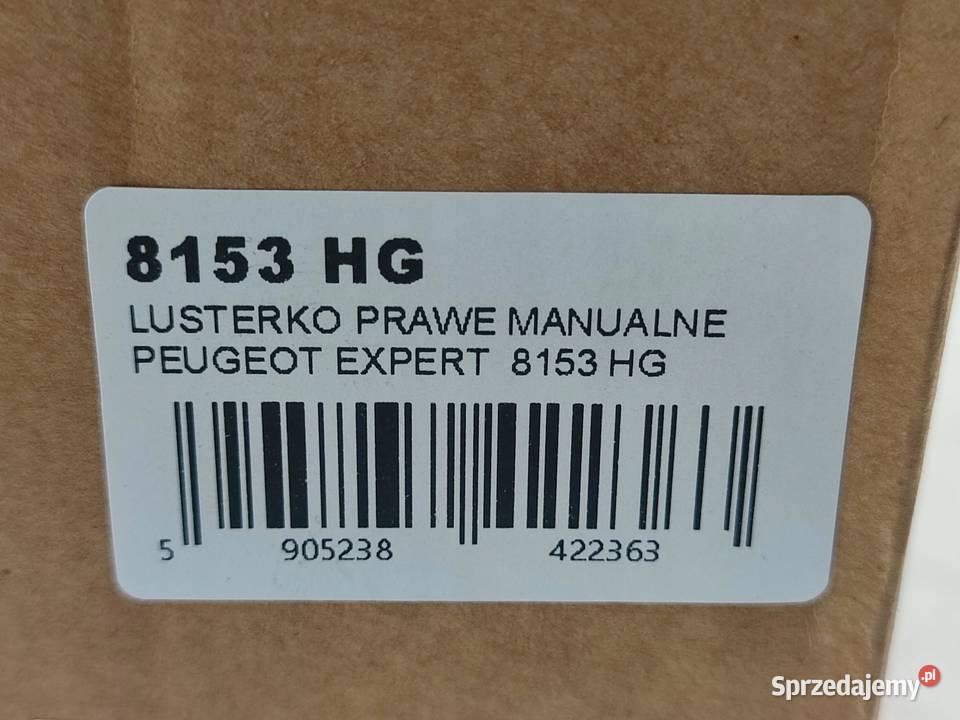 8153 HG
LUSTERKO PRAWE MANUALNE
PEUGEOT EXPERT 8153 HG
5 905238 422363
Sprzedajemy.pl